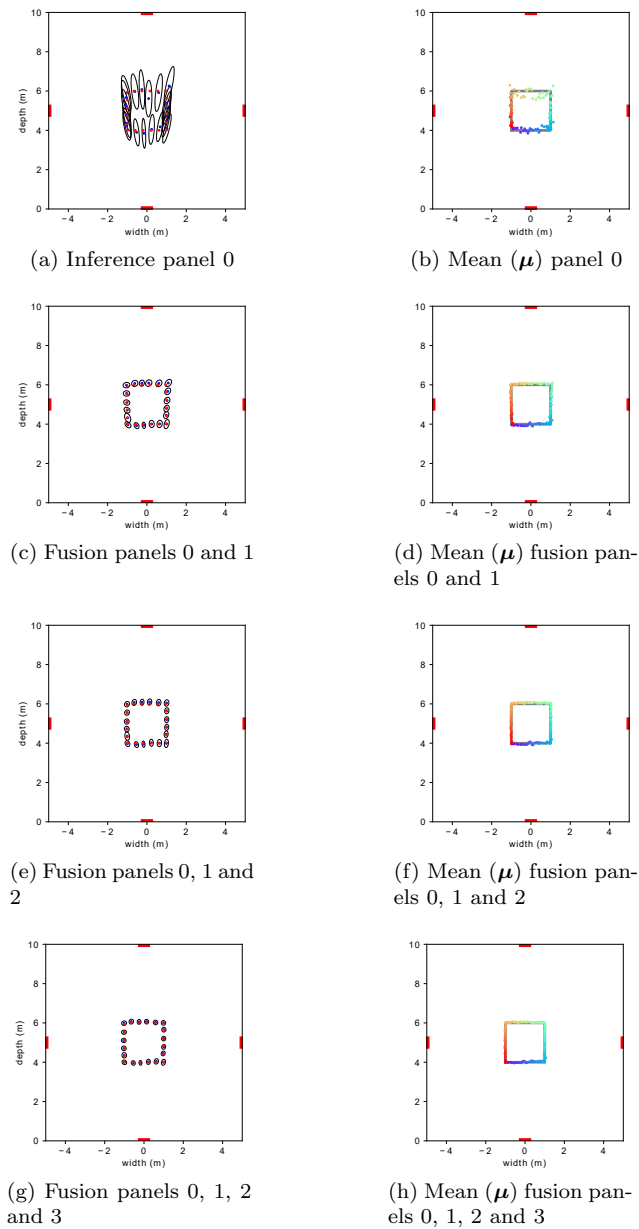 10
8
6
4
2
0
−4 −2 0 2 4
depth (m)
width (m)
(a) Inference panel 0
10
8
6
4
2
0
−4 −2 0 2 4
width (m)
(b) Mean (μ) panel 0
10
8
6
4
2
0
−4 −2 0 2 4
depth (m)
width (m)
(c) Fusion panels 0 and 1
10
8
6
4
2
0
−4 −2 0 2 4
width (m)
(d) Mean (μ) fusion pan-
els 0 and 1
10
8
6
4
2
0
−4 −2 0 2 4
depth (m)
width (m)
(e) Fusion panels 0, 1 and
2
10
8
6
4
2
0
−4 −2 0 2 4
width (m)
(f) Mean (μ) fusion pan-
els 0, 1 and 2
10
8
6
4
2
0
−4 −2 0 2 4
depth (m)
width (m)
(g) Fusion panels 0, 1, 2
and 3
10
8
6
4
2
0
−4 −2 0 2 4
width (m)
(h) Mean (μ) fusion pan-
els 0, 1, 2 and 3